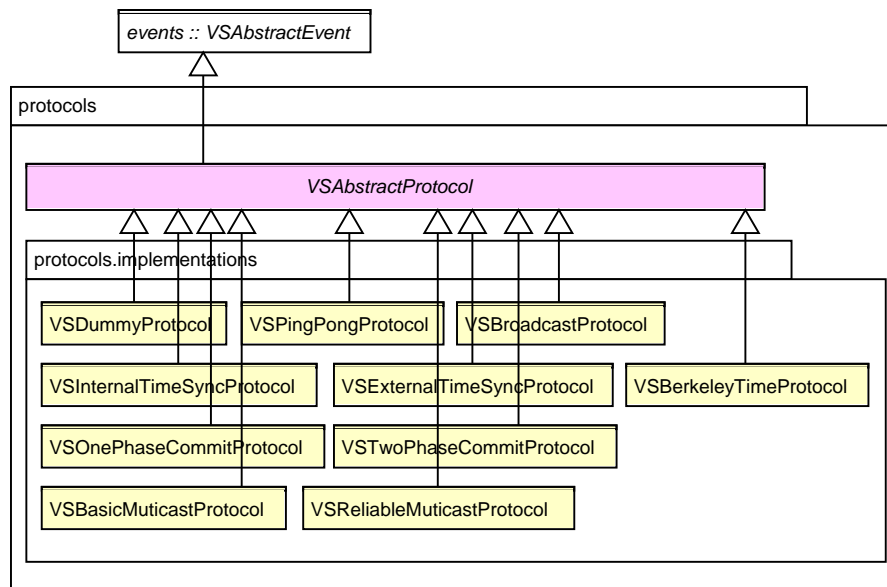 events :: VSAbstractEvent
protocols
VSAbstractProtocol
protocols.implementations
VSDummyProtocol
VSPingPongProtocol
VSBroadcastProtocol
VSInternalTimeSyncProtocol
VSExternalTimeSyncProtocol
VSBerkeleyTimeProtocol
VSOnePhaseCommitProtocol
VSTwoPhaseCommitProtocol
VSBasicMuticastProtocol
VSReliableMuticastProtocol